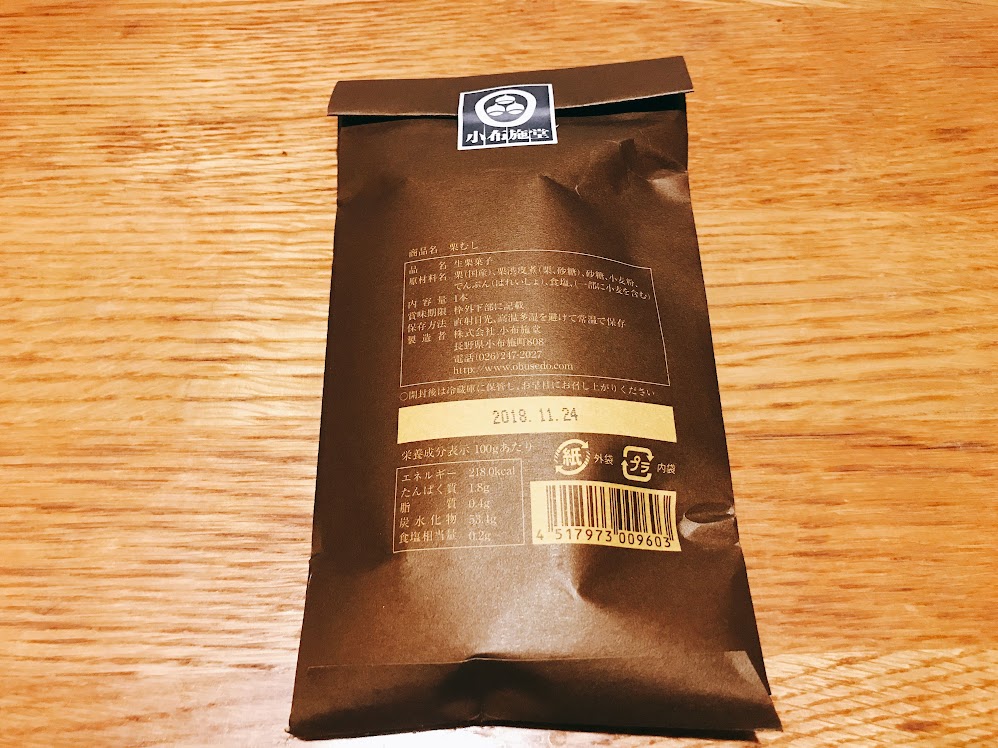 小布施堂
商品名 栗むし
品名 生栗菓子
原材料名 栗(国産)、栗渋皮煮(栗、砂糖)、砂糖、小麦粉、
でんぷん(ばれいしょ)、食塩、(一部に小麦を含む)
内容量 1本
賞味期限 枠外下部に記載
保存方法 直射日光、高温多湿を避けて常温で保存
製造者 株式会社 小布施堂
長野県小布施町808
電話(026)247-2027
http://www.obusedo.com
○開封後は冷蔵庫に保管し、お早目にお召し上がりください
2018.11.24
栄養成分表示 100gあたり
エネルギー 218.0kcal
たんぱく質 1.8g
脂質 0.4g
炭水化物 53.4g
食塩相当量 0.2g
紙 外袋 プラ 内袋
4 517973 009603